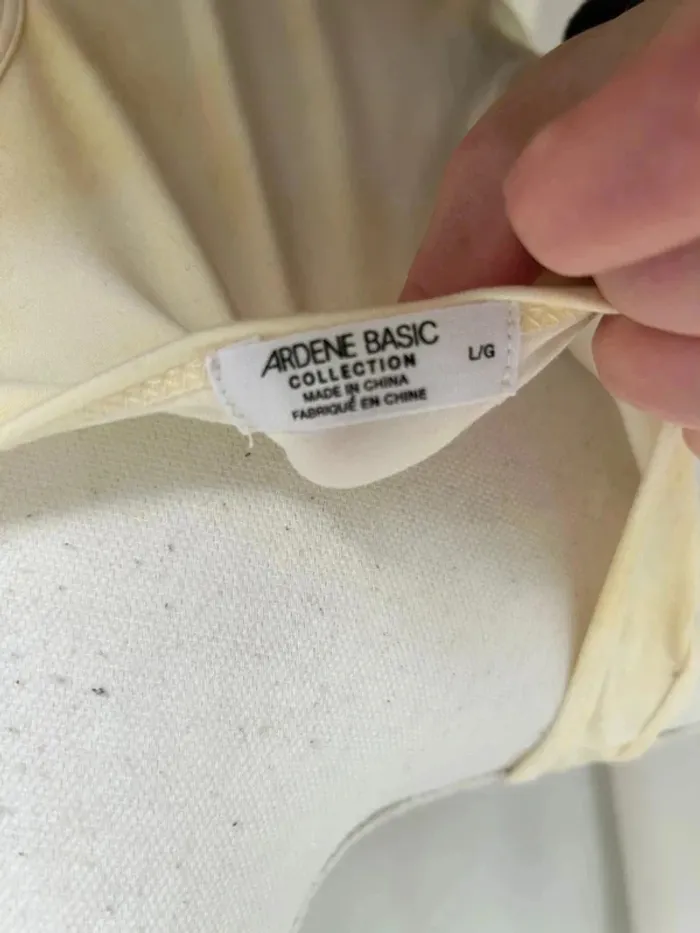 ARDENE BASIC
COLLECTION
L/G
MADE IN CHINA
FABRIQUÉ EN CHINE